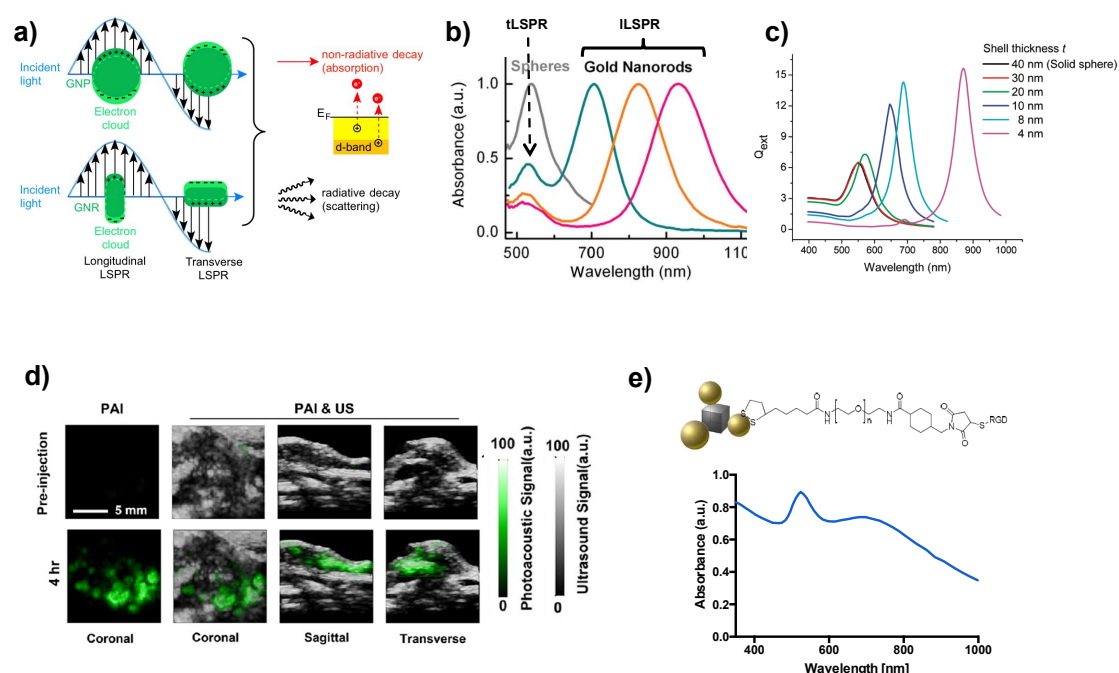 a)
Incident
light
GNP
Electron
cloud
Incident
light
GNR
Electron
cloud
Longitudinal
LSPR
Transverse
LSPR
non-radiative decay
(absorption)
e-
e-
EF
d-band
radiative decay
(scattering)
b)
tLSPR
lLSPR
Spheres
Gold Nanorods
Absorbance (a.u.)
1.0
0.5
0.0
500
700
900
110
Wavelength (nm)
c)
Shell thickness t
40 nm (Solid sphere)
30 nm
20 nm
10 nm
8 nm
4 nm
Qext
15
12
9
6
3
0
400 500 600 700 800 900 1000
Wavelength (nm)
d)
PAI
PAI & US
Pre-injection
5 mm
4 hr
Coronal
Coronal
Sagittal
Transverse
100
Photoacoustic Signal(a.u.)
0
100
Ultrasound Signal(a.u.)
0
e)
S
S
O
N
H
O
n
H
N
O
O
N
O
S
RGD
Absorbance (a.u.)
1.0
0.8
0.6
0.4
0.2
0.0
400 600 800 1000
Wavelength [nm]